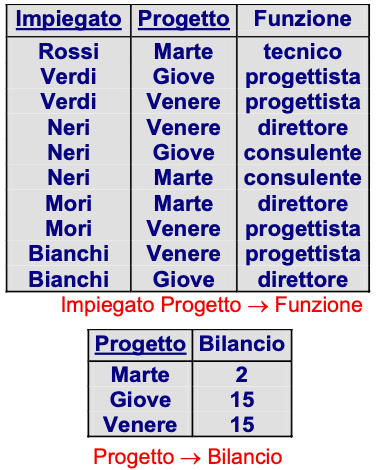 Impiegato Progetto Funzione
Rossi Marte tecnico
Verdi Giove progettista
Verdi Venere progettista
Neri Venere direttore
Neri Giove consulente
Neri Marte consulente
Mori Marte direttore
Mori Venere progettista
Bianchi Venere progettista
Bianchi Giove direttore
Impiegato Progetto → Funzione
Progetto Bilancio
Marte 2
Giove 15
Venere 15
Progetto → Bilancio